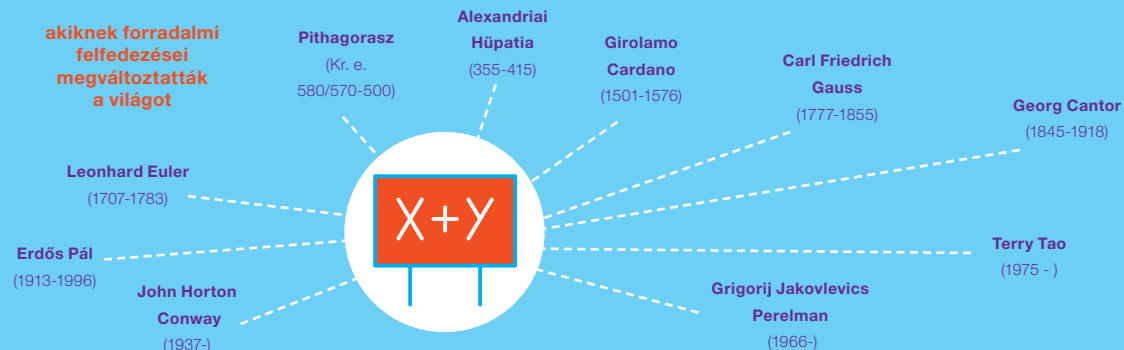 akiknek forradalmi
felfedezései
megváltoztatták
a világot
Pithagorasz
(Kr. e.
580/570-500)
Alexandriai
Hüpatia
(355-415)
Girolamo
Cardano
(1501-1576)
Carl Friedrich
Gauss
(1777-1855)
Georg Cantor
(1845-1918)
Leonhard Euler
(1707-1783)
X+Y
Erdős Pál
(1913-1996)
John Horton
Conway
(1937-)
Grigorij Jakovlevics
Perelman
(1966-)
Terry Tao
(1975 - )